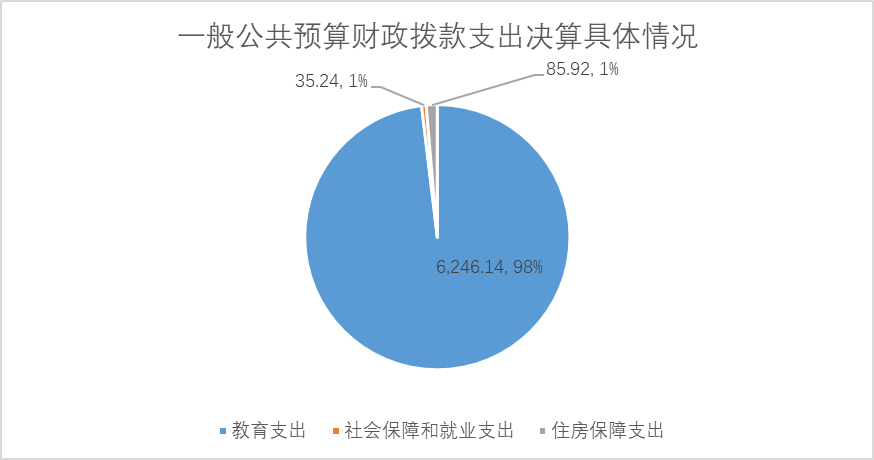 一般公共预算财政拨款支出决算具体情况
35.24, 1%
85.92, 1%
6,246.14, 98%
教育支出 社会保障和就业支出 住房保障支出